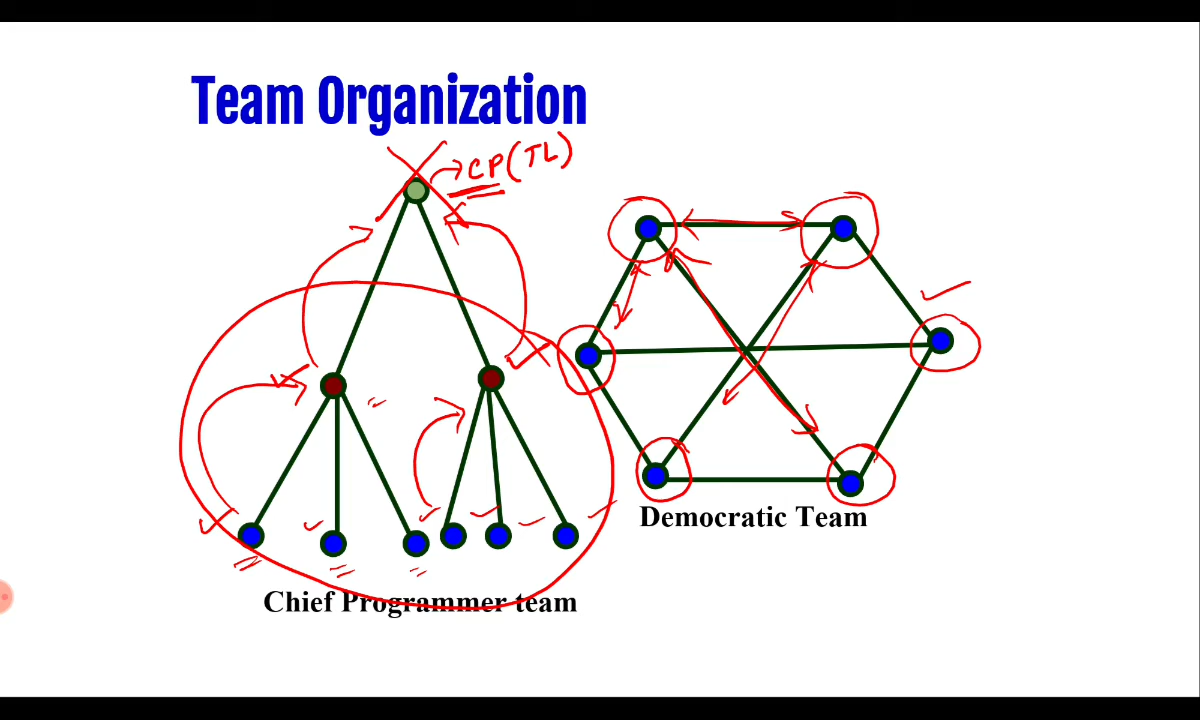 Team Organization
CP(TL)
Democratic Team
Chief Programmer team